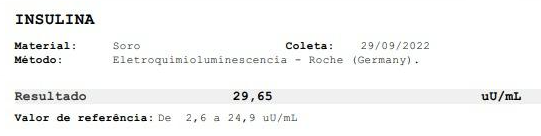 INSULINA
Material: Soro Coleta: 29/09/2022
Método: Eletroquimioluminescencia - Roche (Germany).
Resultado 29,65 uU/mL
Valor de referência: De 2,6 a 24,9 uU/mL